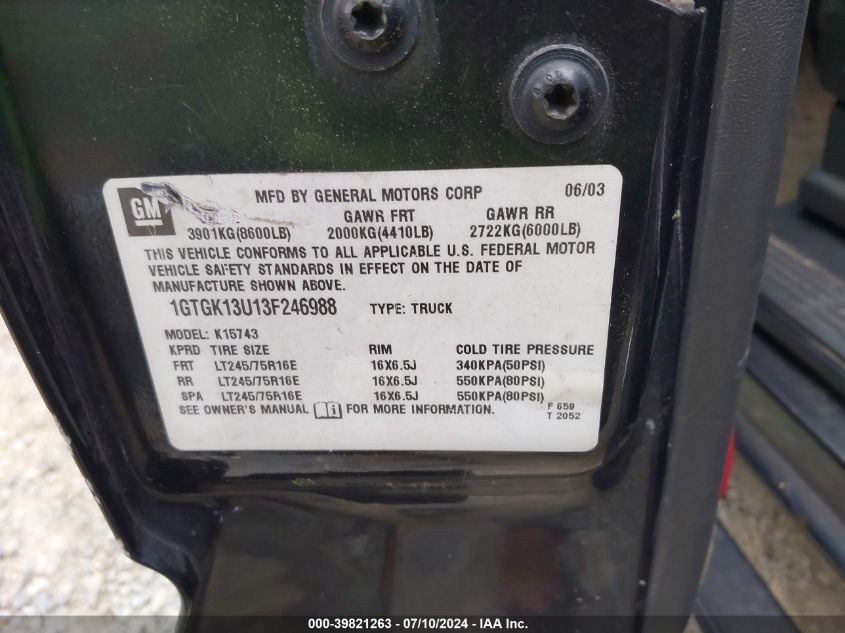 GM
MFD BY GENERAL MOTORS CORP 06/03
GAWR FRT GAWR RR
3901KG(8600LB) 2000KG(4410LB) 2722KG(6000LB)
THIS VEHICLE CONFORMS TO ALL APPLICABLE U.S. FEDERAL MOTOR
VEHICLE SAFETY STANDARDS IN EFFECT ON THE DATE OF
MANUFACTURE SHOWN ABOVE.
1GTGK13U13F246988 TYPE: TRUCK
MODEL: K15743
KPRD TIRE SIZE RIM COLD TIRE PRESSURE
FRT LT245/75R16E 16X6.5J 340KPA(50PSI)
RR LT245/75R16E 16X6.5J 550KPA(80PSI)
SPA LT245/75R16E 16X6.5J 550KPA(80PSI)
SEE OWNER'S MANUAL FOR MORE INFORMATION. F 659
T 2052
000-39821263 - 07/10/2024 - IAA Inc.